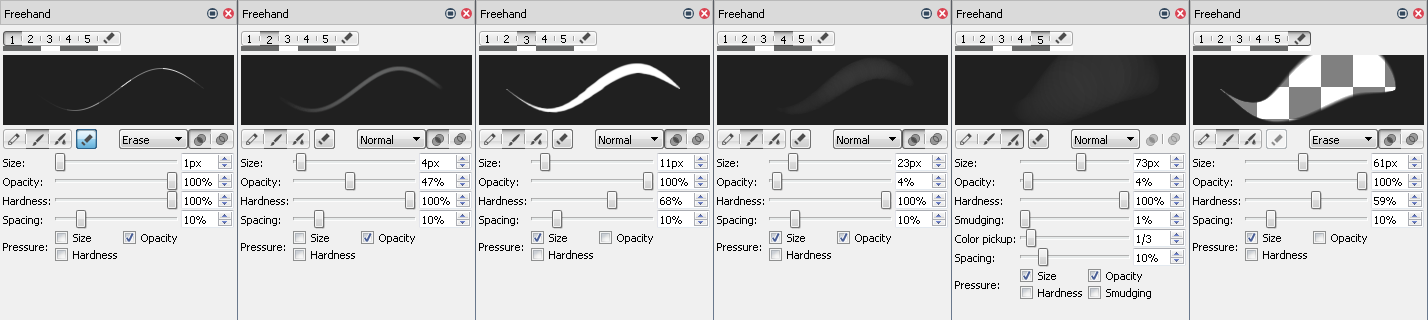 Freehand
1 2 3 4 5
Erase
Size: 1px
Opacity: 100%
Hardness: 100%
Spacing: 10%
Pressure: Size Opacity
Hardness
Freehand
1 2 3 4 5
Normal
Size: 4px
Opacity: 47%
Hardness: 100%
Spacing: 10%
Pressure: Size Opacity
Hardness
Freehand
1 2 3 4 5
Normal
Size: 11px
Opacity: 100%
Hardness: 68%
Spacing: 10%
Pressure: Size Opacity
Hardness
Freehand
1 2 3 4 5
Normal
Size: 23px
Opacity: 4%
Hardness: 100%
Spacing: 10%
Pressure: Size Opacity
Hardness
Freehand
1 2 3 4 5
Normal
Size: 73px
Opacity: 4%
Hardness: 100%
Smudging: 1%
Color pickup: 1/3
Spacing: 10%
Pressure: Size Opacity
Hardness Smudging
Freehand
1 2 3 4 5
Erase
Size: 61px
Opacity: 100%
Hardness: 59%
Spacing: 10%
Pressure: Size Opacity
Hardness